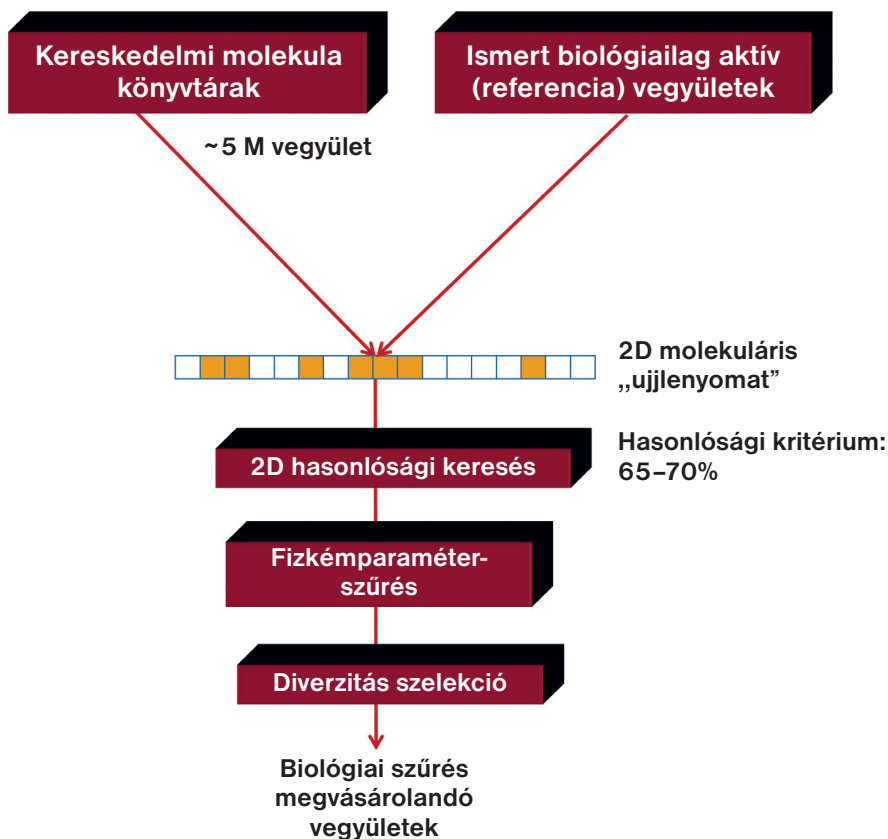 Kereskedelmi molekula
könyvtárak
Ismert biológiailag aktív
(referencia) vegyületek
~5 M vegyület
2D molekuláris
,,ujjlenyomat”
2D hasonlósági keresés
Hasonlósági kritérium:
65–70%
Fizkémparaméter-
szűrés
Diverzitás szelekció
Biológiai szűrés
megvásárolandó
vegyületek